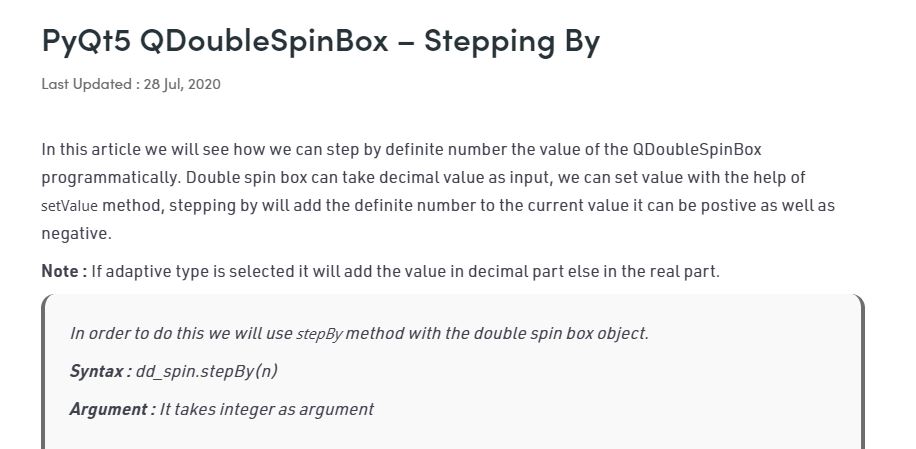 PyQt5 QDoubleSpinBox – Stepping By
Last Updated : 28 Jul, 2020
In this article we will see how we can step by definite number the value of the QDoubleSpinBox
programmatically. Double spin box can take decimal value as input, we can set value with the help of
setValue method, stepping by will add the definite number to the current value it can be postive as well as
negative.
Note : If adaptive type is selected it will add the value in decimal part else in the real part.
In order to do this we will use stepBy method with the double spin box object.
Syntax : dd_spin.stepBy(n)
Argument : It takes integer as argument